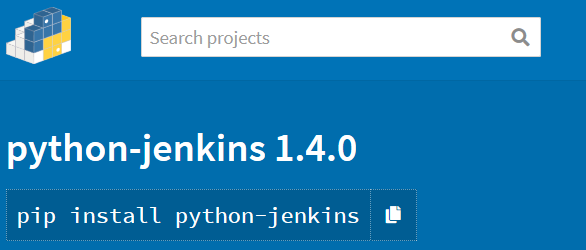 Search projects
python-jenkins 1.4.0
pip install python-jenkins